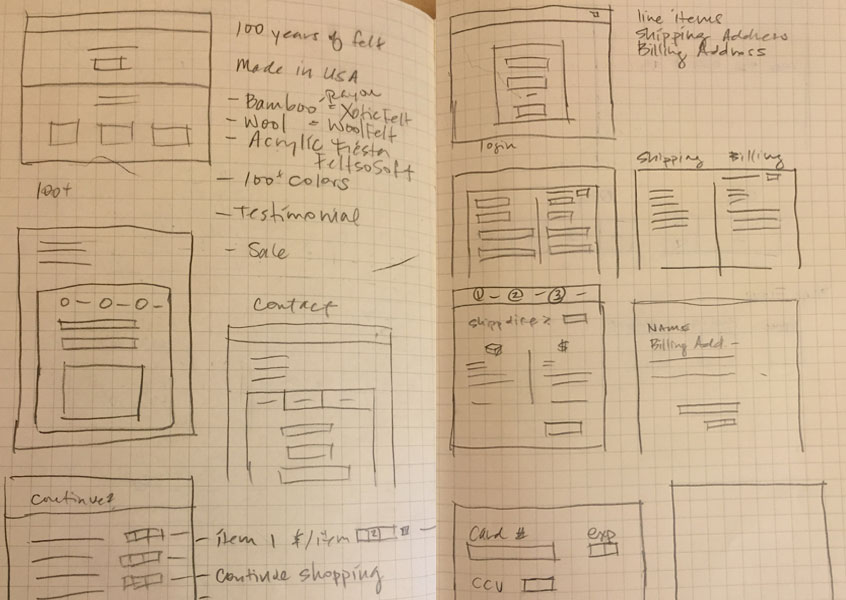 100 years of felt
Made in USA
- Bamboo - rayon = XoticFelt
- Wool = WoolFelt
- Acrylic Fiesta
FeltsoSoft
- 100+ Colors
- Testimonial
- Sale
100+
Contact
Continue?
item 1 $/item 2
Continue shopping
line items
Shipping Address
Billing Address
login
Shipping Billing
1 - 2 - 3 -
$
NAME
Billing Add. -
Card # exp
CCV